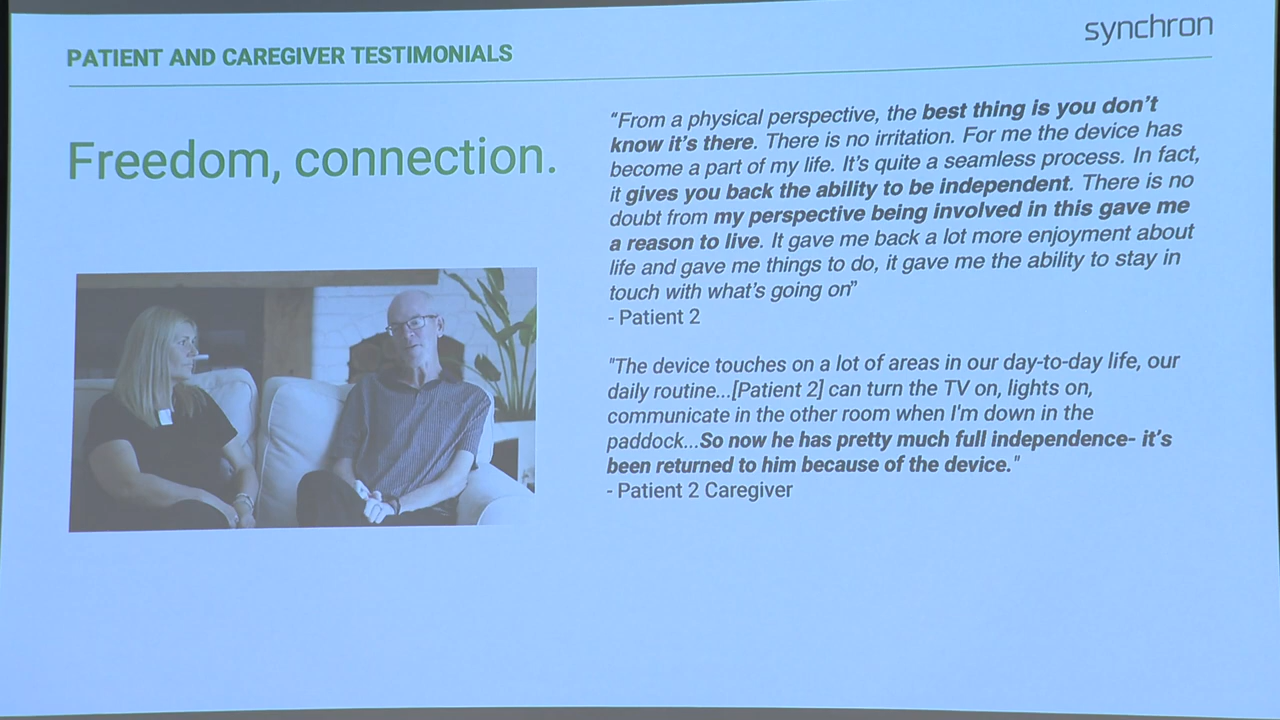 synchron
PATIENT AND CAREGIVER TESTIMONIALS
Freedom, connection.
"From a physical perspective, the best thing is you don't
know it's there. There is no irritation. For me the device has
become a part of my life. It's quite a seamless process. In fact,
it gives you back the ability to be independent. There is no
doubt from my perspective being involved in this gave me
a reason to live. It gave me back a lot more enjoyment about
life and gave me things to do, it gave me the ability to stay in
touch with what's going on"
- Patient 2
"The device touches on a lot of areas in our day-to-day life, our
daily routine...[Patient 2] can turn the TV on, lights on,
communicate in the other room when I'm down in the
paddock...So now he has pretty much full independence- it's
been returned to him because of the device."
- Patient 2 Caregiver